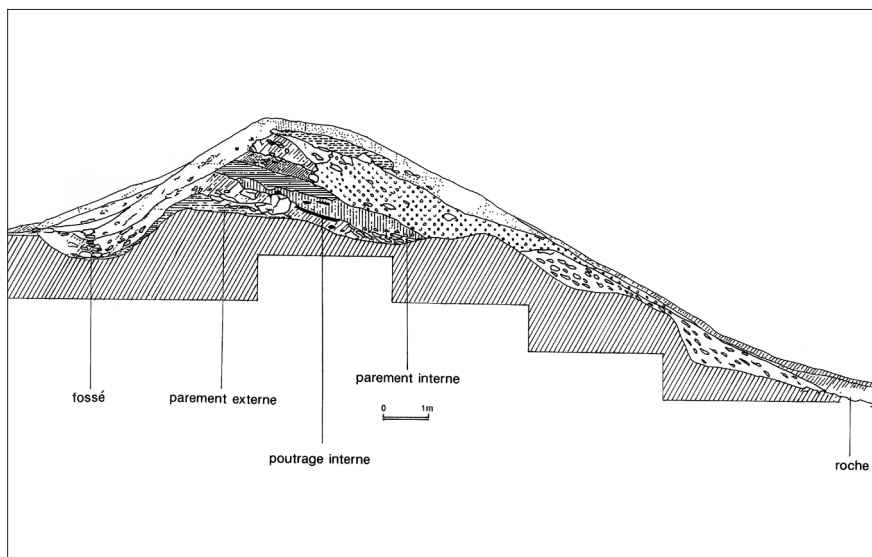 fossé
parement externe
poutrage interne
parement interne
0 1m
roche